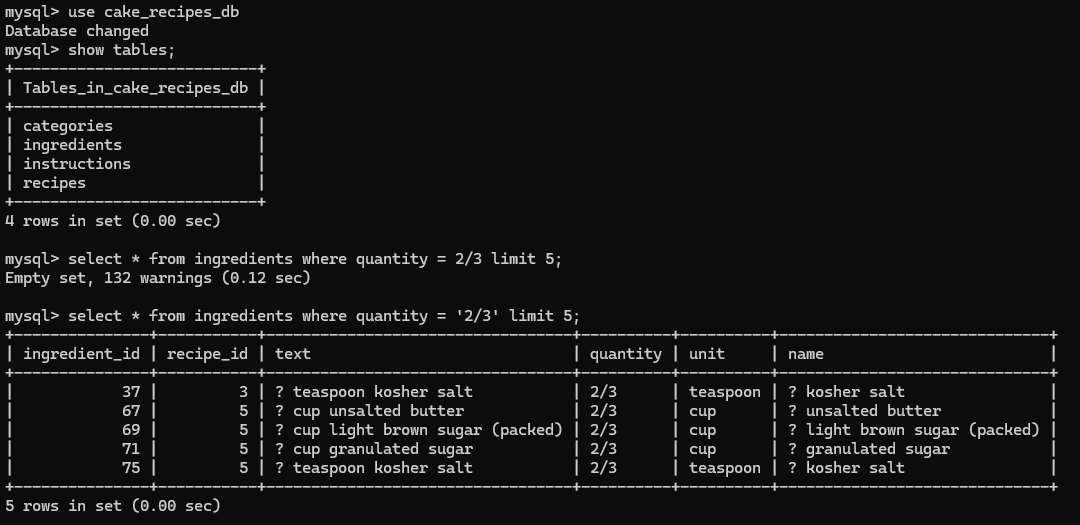 mysql> use cake_recipes_db
Database changed
mysql> show tables;
+---------------------------+
| Tables_in_cake_recipes_db |
+---------------------------+
| categories                |
| ingredients               |
| instructions              |
| recipes                   |
+---------------------------+
4 rows in set (0.00 sec)

mysql> select * from ingredients where quantity = 2/3 limit 5;
Empty set, 132 warnings (0.12 sec)

mysql> select * from ingredients where quantity = '2/3' limit 5;
+---------------+-----------+----------------------------------+----------+----------+------------------------------+
| ingredient_id | recipe_id | text                             | quantity | unit     | name                         |
+---------------+-----------+----------------------------------+----------+----------+------------------------------+
|            37 |         3 | ? teaspoon kosher salt           | 2/3      | teaspoon | ? kosher salt                |
|            67 |         5 | ? cup unsalted butter            | 2/3      | cup      | ? unsalted butter            |
|            69 |         5 | ? cup light brown sugar (packed) | 2/3      | cup      | ? light brown sugar (packed) |
|            71 |         5 | ? cup granulated sugar           | 2/3      | cup      | ? granulated sugar           |
|            75 |         5 | ? teaspoon kosher salt           | 2/3      | teaspoon | ? kosher salt                |
+---------------+-----------+----------------------------------+----------+----------+------------------------------+
5 rows in set (0.00 sec)